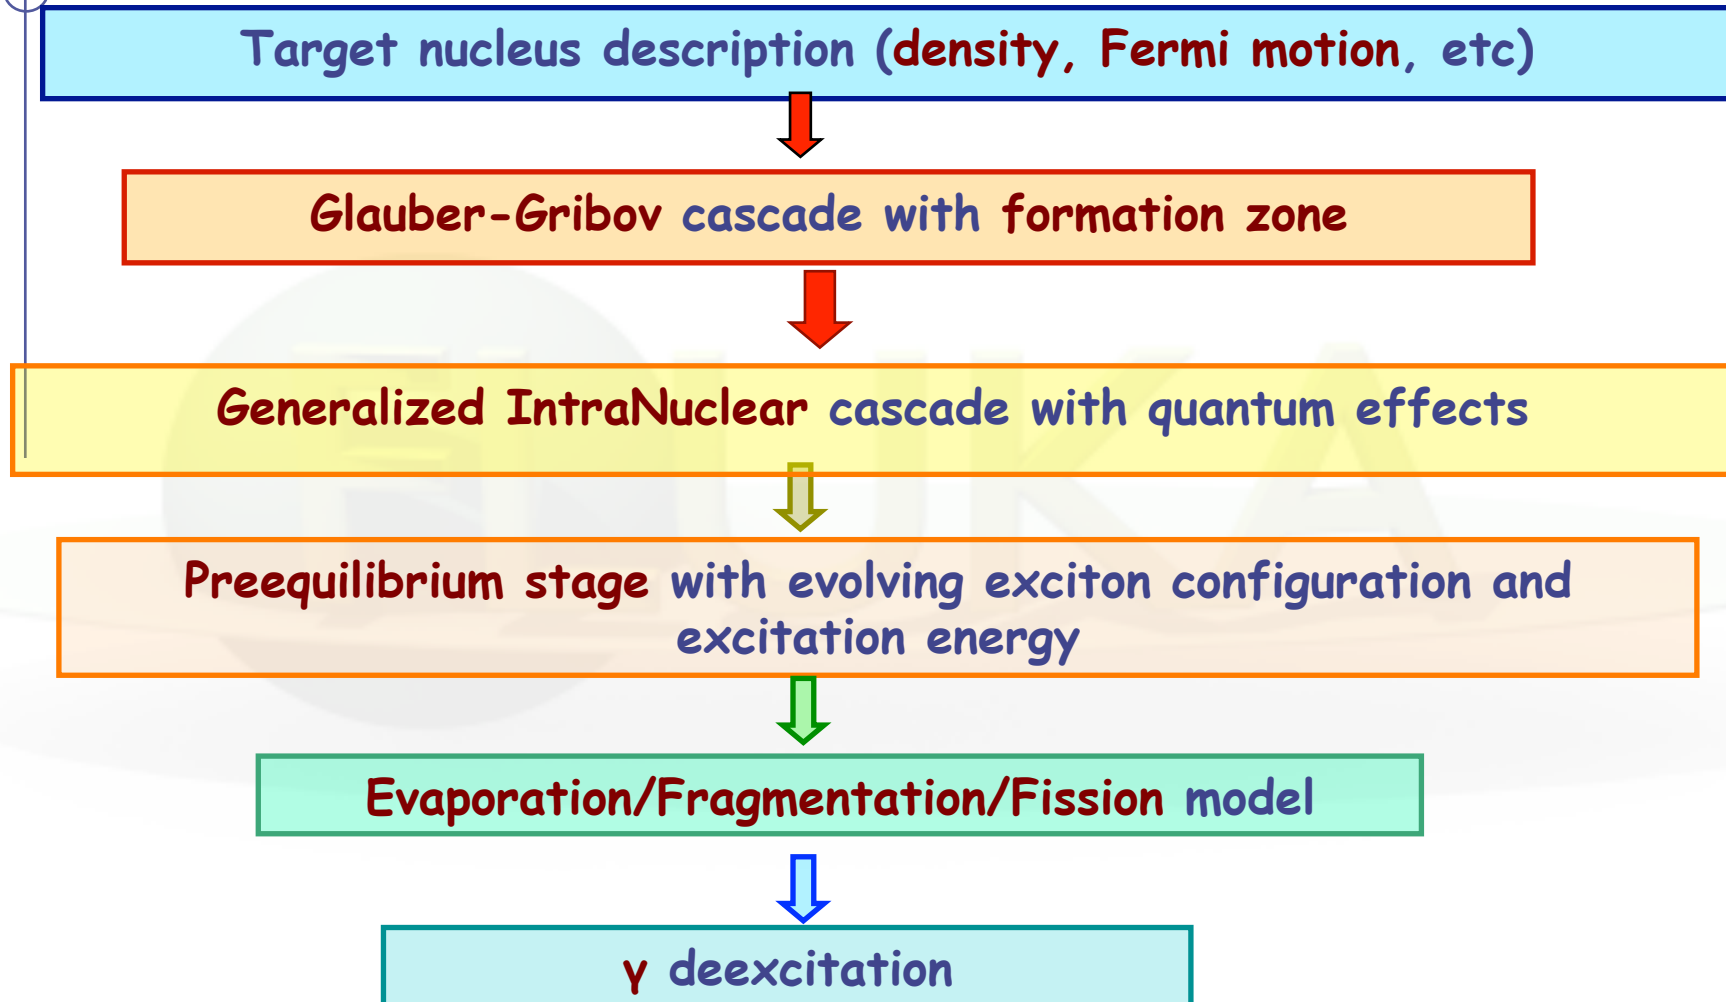 Target nucleus description (density, Fermi motion, etc)
Glauber-Gribov cascade with formation zone
Generalized IntraNuclear cascade with quantum effects
Preequilibrium stage with evolving exciton configuration and
excitation energy
Evaporation/Fragmentation/Fission model
γ deexcitation
FLUKA